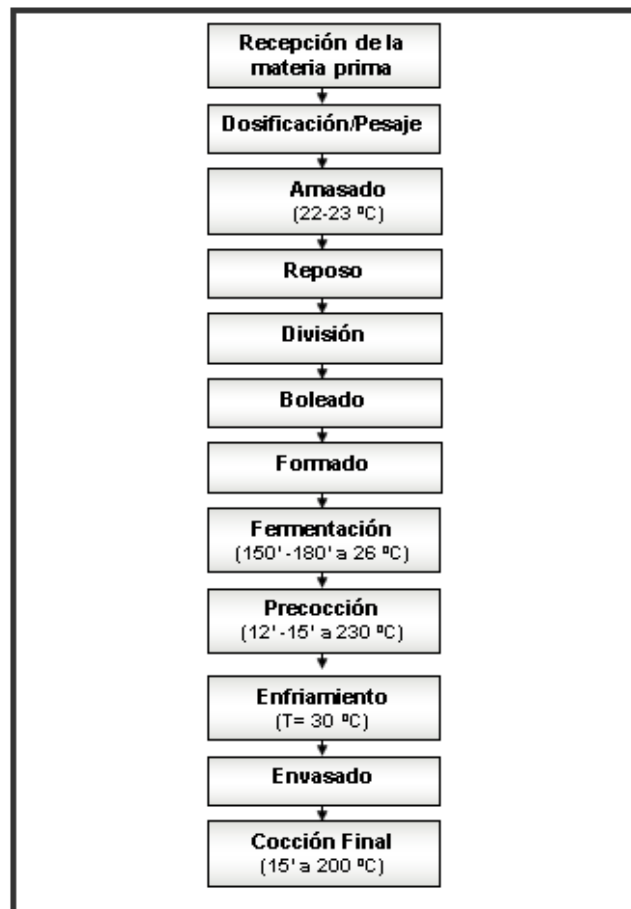 Recepción de la
materia prima
Dosificación/Pesaje
Amasado
(22-23 ºC)
Reposo
División
Boleado
Formado
Fermentación
(150' -180' a 26 ºC)
Precocción
(12' -15' a 230 ºC)
Enfriamiento
(T= 30 ºC)
Envasado
Cocción Final
(15' a 200 ºC)